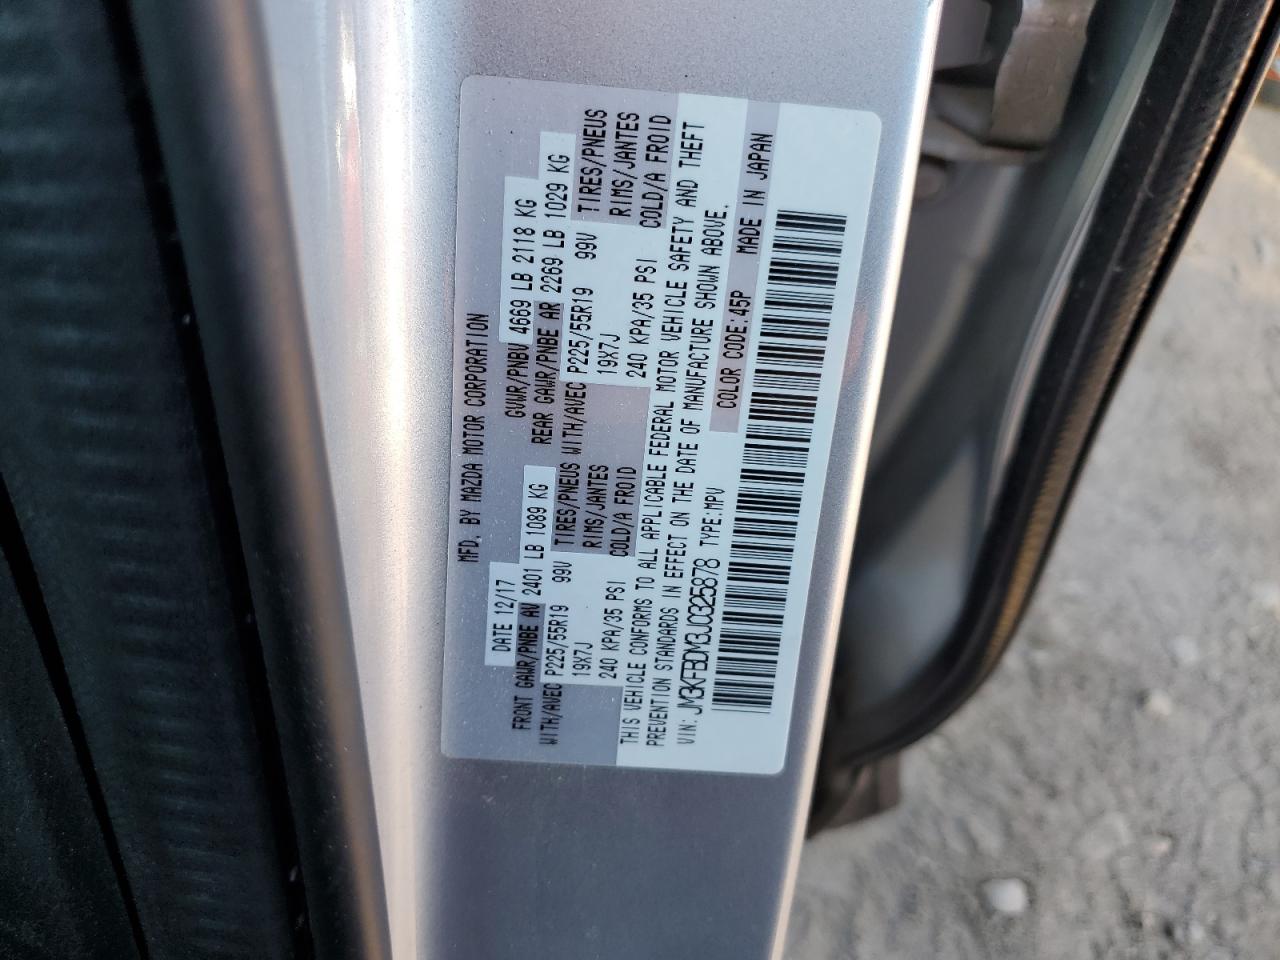 MFD. BY MAZDA MOTOR CORPORATION
DATE 12/17 GVWR/PNBV 4669 LB 2118 KG
FRONT GAWR/PNBE AV 2401 LB 1089 KG REAR GAWR/PNBE AR 2269 LB 1029 KG
WITH/AVEC P225/55R19 99V TIRES/PNEUS WITH/AVEC P225/55R19 99V TIRES/PNEUS
19X7J RIMS/JANTES 19X7J RIMS/JANTES
240 KPA/35 PSI COLD/A FROID 240 KPA/35 PSI COLD/A FROID
THIS VEHICLE CONFORMS TO ALL APPLICABLE FEDERAL MOTOR VEHICLE SAFETY AND THEFT
PREVENTION STANDARDS IN EFFECT ON THE DATE OF MANUFACTURE SHOWN ABOVE.
VIN: JM3KFBDM3J0325878 TYPE:MPV COLOR CODE:45P MADE IN JAPAN